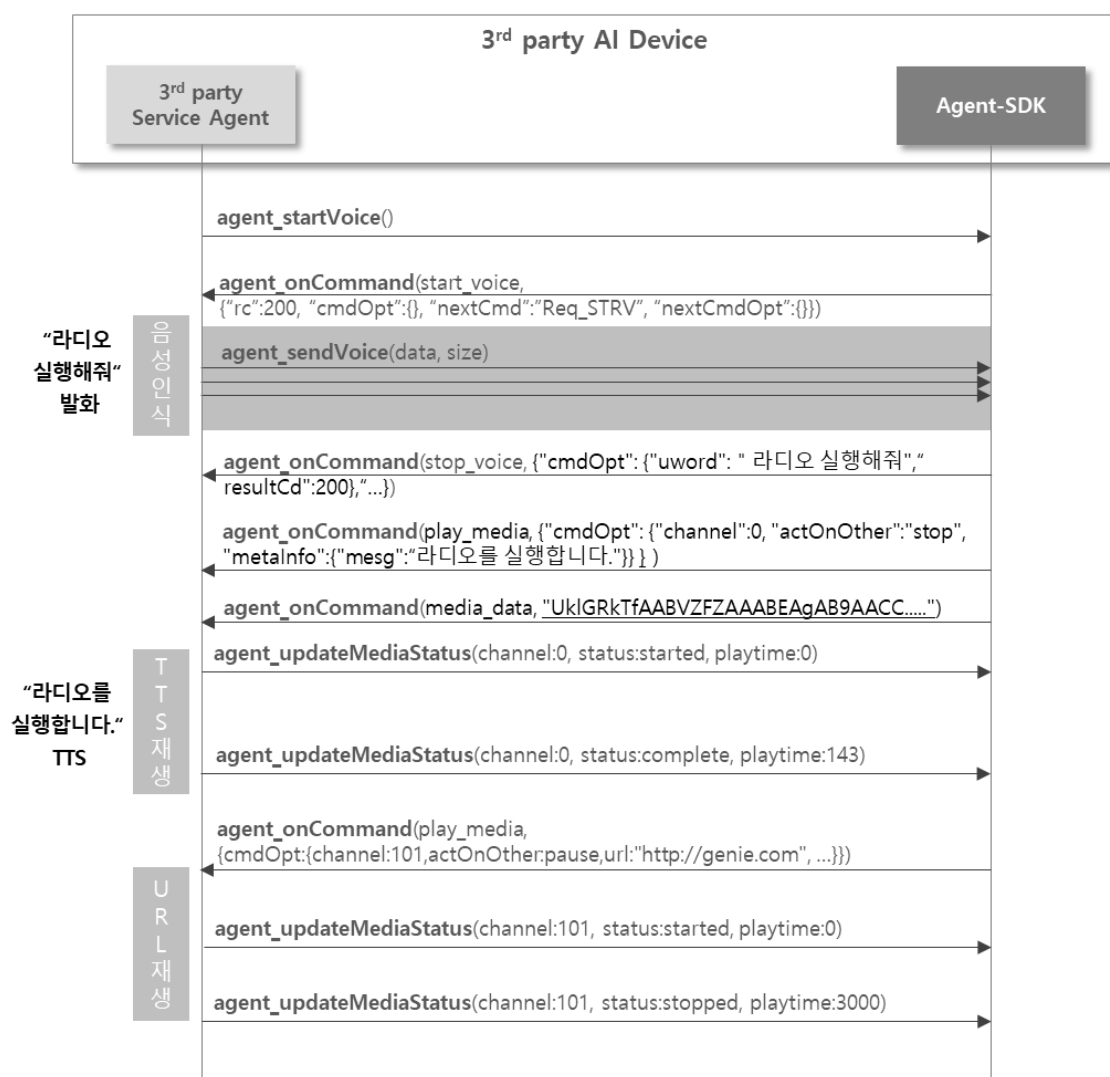 3rd party AI Device
3rd party
Service Agent
Agent-SDK
agent_startVoice()
agent_onCommand(start_voice,
{“rc”:200, “cmdOpt”:{}, “nextCmd”:”Req_STRV”, “nextCmdOpt”:{}})
“라디오
실행해줘“
발화
음
성
인
식
agent_sendVoice(data, size)
agent_onCommand(stop_voice, {"cmdOpt": {"uword": " 라디오 실행해줘",“
resultCd":200},“...})
agent_onCommand(play_media, {"cmdOpt": {"channel":0, "actOnOther":"stop",
"metaInfo":{"mesg":“라디오를 실행합니다."}} } )
agent_onCommand(media_data, "UklGRkTfAABVZFZAAABEAgAB9AACC.....")
“라디오를
실행합니다.“
TTS
T
T
S
재
생
agent_updateMediaStatus(channel:0, status:started, playtime:0)
agent_updateMediaStatus(channel:0, status:complete, playtime:143)
agent_onCommand(play_media,
{cmdOpt:{channel:101,actOnOther:pause,url:"http://genie.com", ...}})
U
R
L
재
생
agent_updateMediaStatus(channel:101, status:started, playtime:0)
agent_updateMediaStatus(channel:101, status:stopped, playtime:3000)